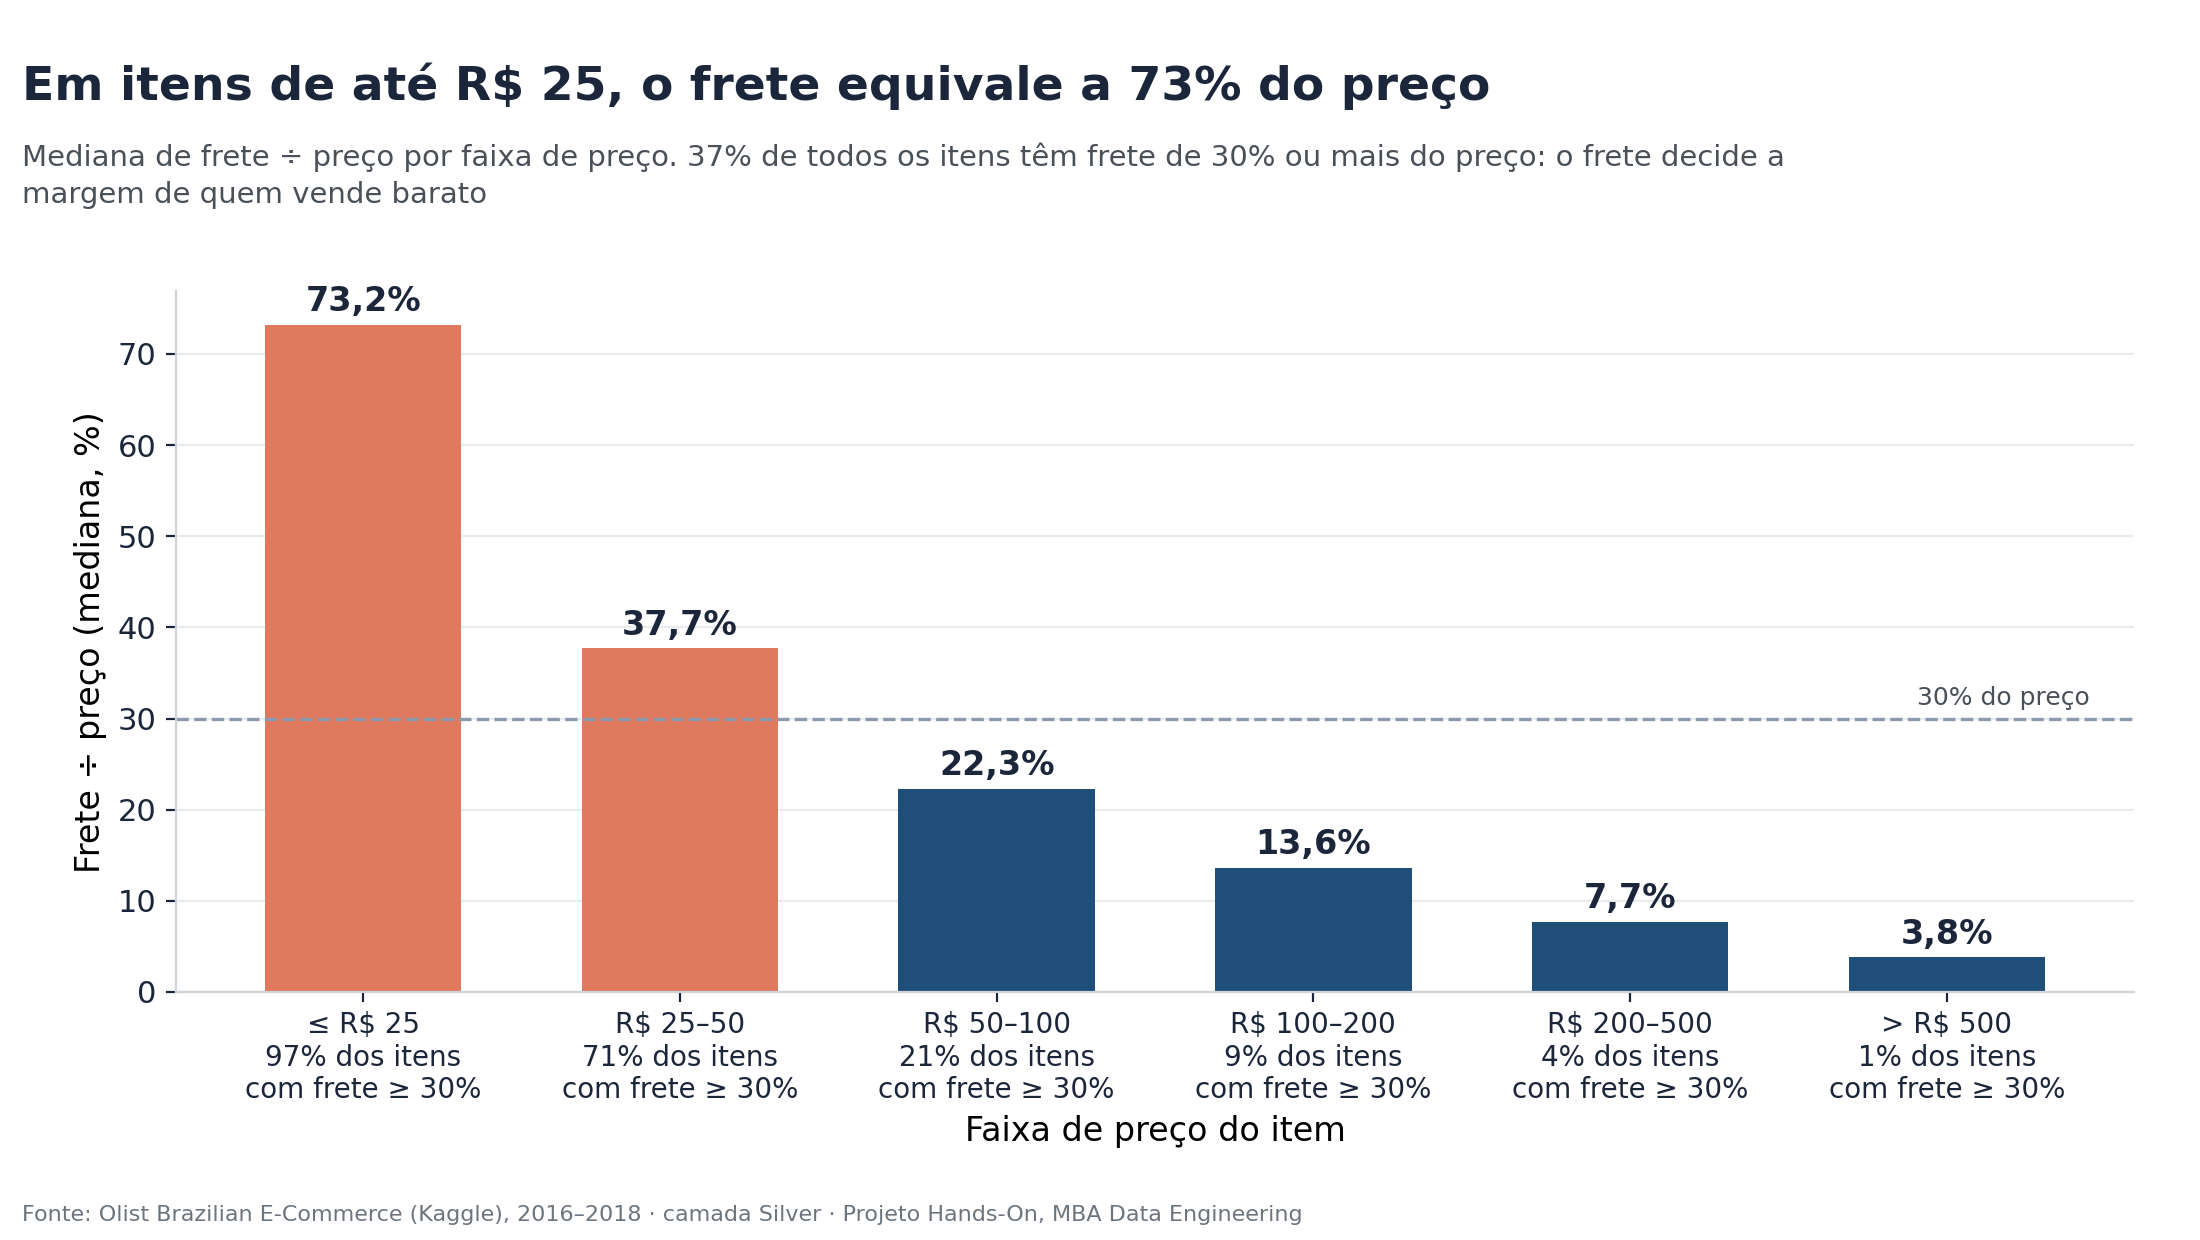 Em itens de até R$ 25, o frete equivale a 73% do preço
Mediana de frete ÷ preço por faixa de preço. 37% de todos os itens têm frete de 30% ou mais do preço: o frete decide a
margem de quem vende barato
Frete ÷ preço (mediana, %)
70
60
50
40
30
20
10
0
73,2%
37,7%
22,3%
13,6%
7,7%
3,8%
30% do preço
≤ R$ 25
97% dos itens
com frete ≥ 30%
R$ 25–50
71% dos itens
com frete ≥ 30%
R$ 50–100
21% dos itens
com frete ≥ 30%
R$ 100–200
9% dos itens
com frete ≥ 30%
R$ 200–500
4% dos itens
com frete ≥ 30%
> R$ 500
1% dos itens
com frete ≥ 30%
Faixa de preço do item
Fonte: Olist Brazilian E-Commerce (Kaggle), 2016–2018 · camada Silver · Projeto Hands-On, MBA Data Engineering